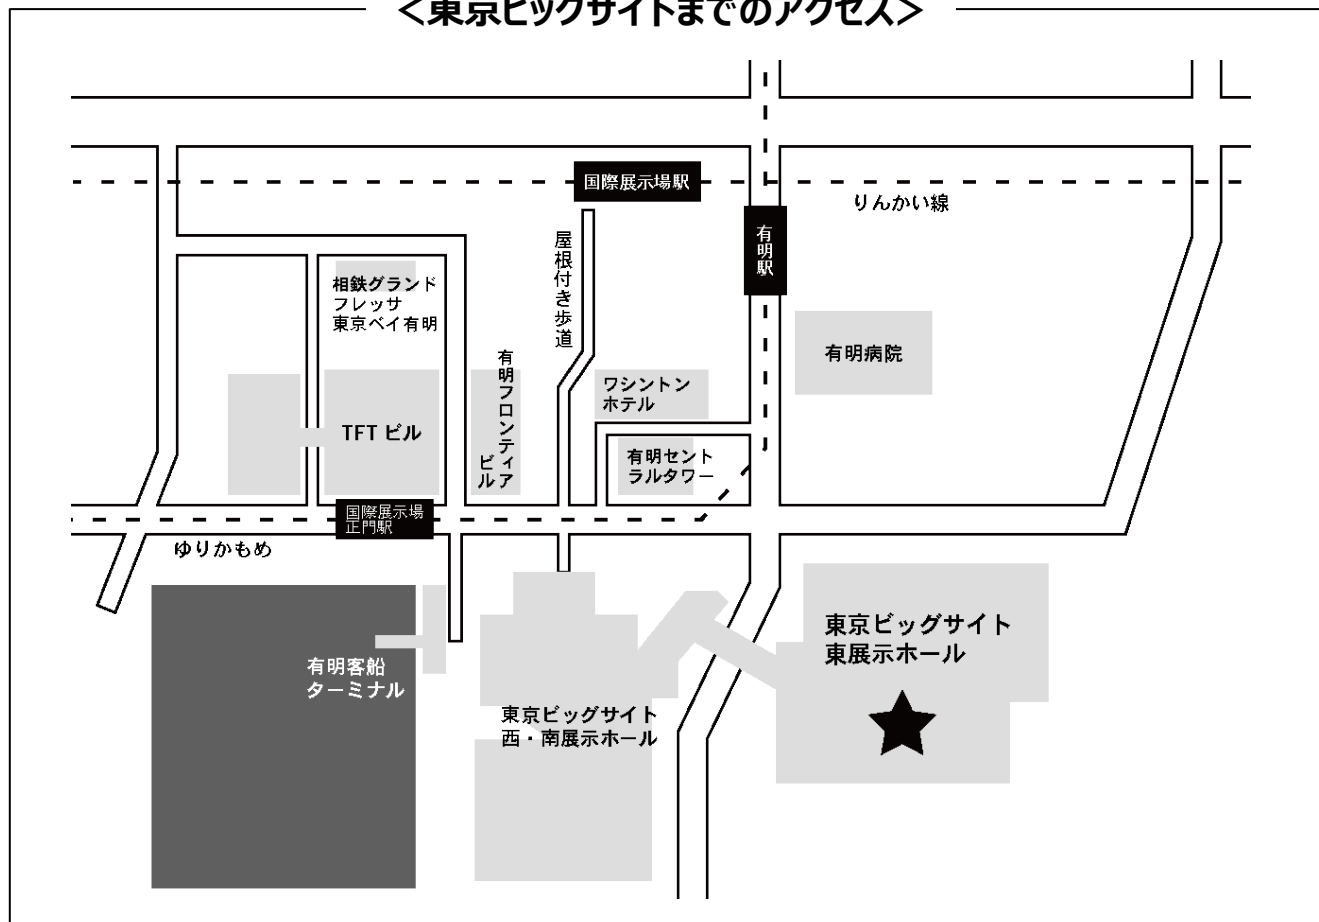 ＜東京ビッグサイトまでのアクセス＞
国際展示場駅
りんかい線
有明駅
屋根付き歩道
相鉄グランド
フレッサ
東京ベイ有明
有明病院
有明フロンティア
ビル
ワシントン
ホテル
TFT ビル
有明セント
ラルタワー
国際展示場
正門駅
ゆりかもめ
東京ビッグサイト
東展示ホール
有明客船
ターミナル
東京ビッグサイト
西・南展示ホール